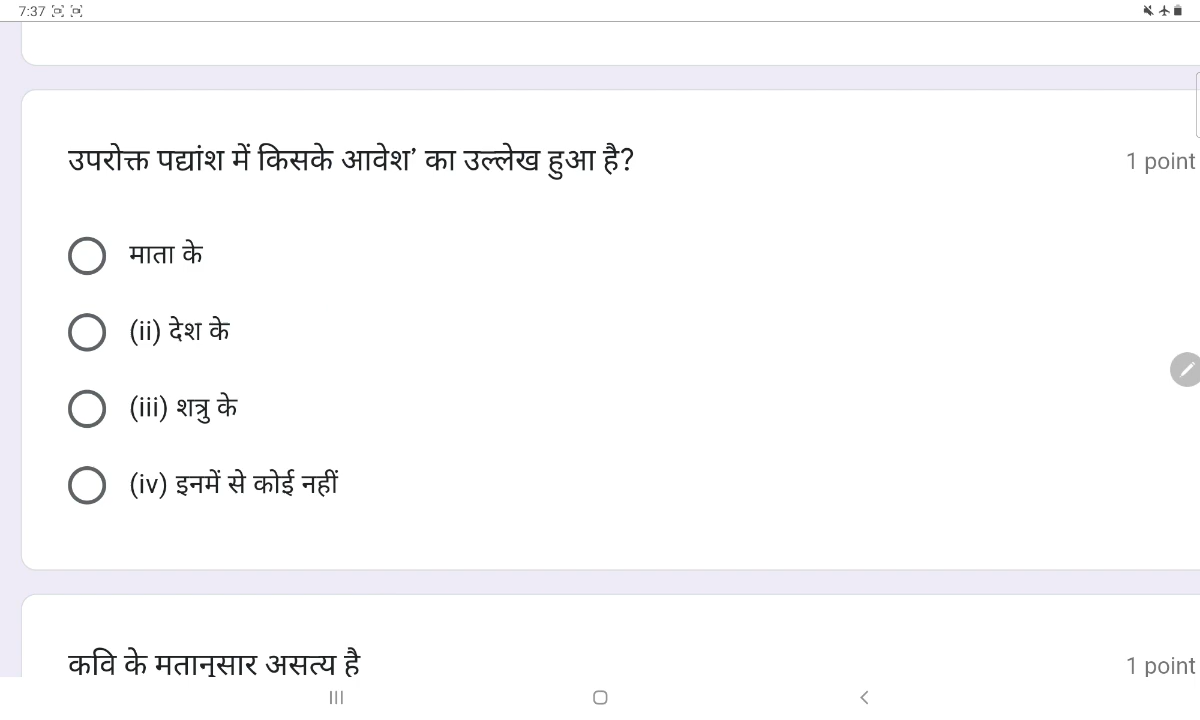 7:37
उपरोक्त पद्यांश में किसके आवेश’ का उल्लेख हुआ है?
1 point
माता के
(ii) देश के
(iii) शत्रु के
(iv) इनमें से कोई नहीं
कवि के मतानुसार असत्य है
1 point